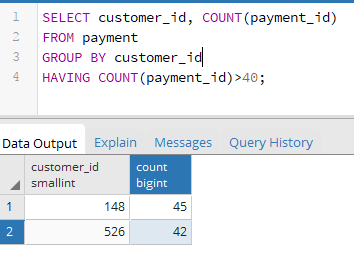 1 SELECT customer_id, COUNT(payment_id)
2 FROM payment
3 GROUP BY customer_id
4 HAVING COUNT(payment_id)>40;
Data Output Explain Messages Query History
customer_id count
smallint bigint
1 148 45
2 526 42